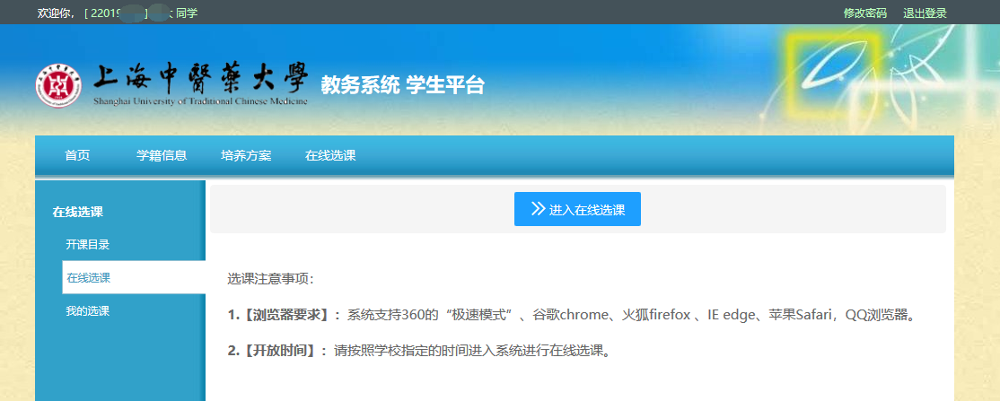 欢迎你，[ 22019 ] 同学
修改密码 退出登录
上海中醫藥大學 教务系统 学生平台
Shanghai University of Traditional Chinese Medicine
首页 学籍信息 培养方案 在线选课
在线选课
开课目录
在线选课
我的选课
进入在线选课
选课注意事项：
1.【浏览器要求】：系统支持360的“极速模式”、谷歌chrome、火狐firefox 、IE edge、苹果Safari，QQ浏览器。
2.【开放时间】：请按照学校指定的时间进入系统进行在线选课。